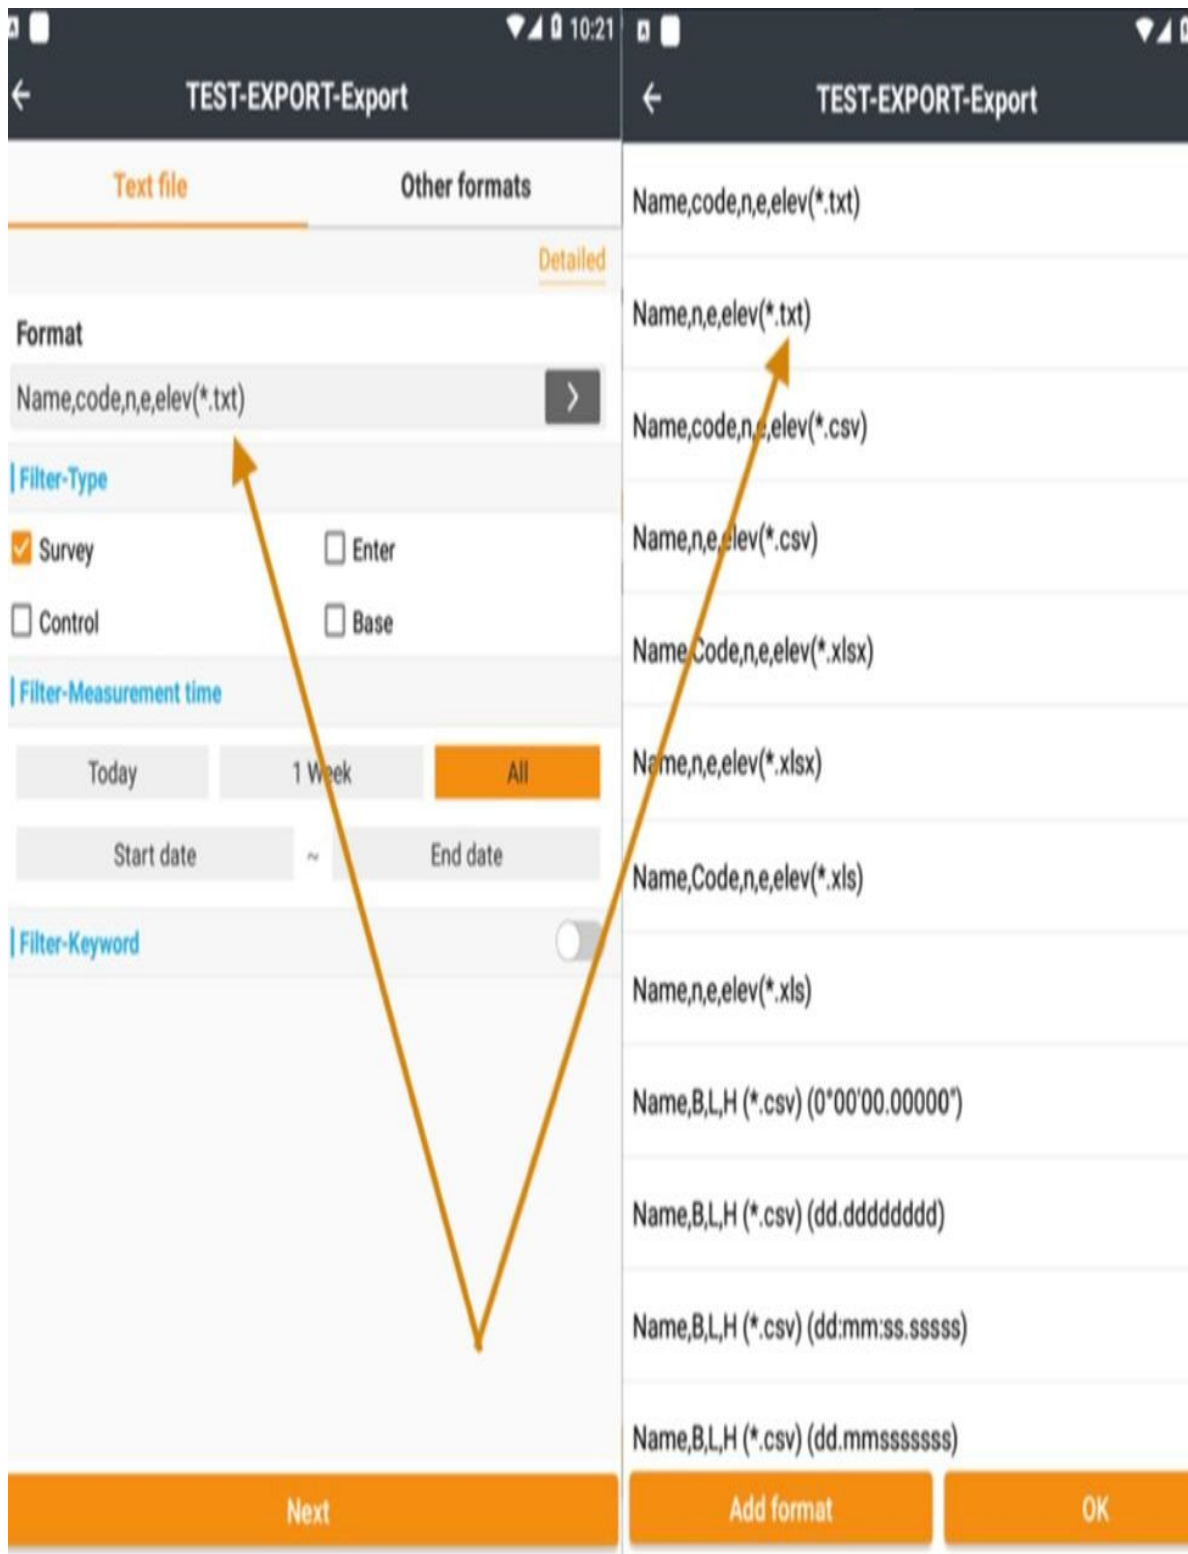 10:21
TEST-EXPORT-Export
Text file
Other formats
Detailed
Format
Name,code,n,e,elev(*.txt)
Filter-Type
Survey
Enter
Control
Base
Filter-Measurement time
Today
1 Week
All
Start date
~
End date
Filter-Keyword
Next
TEST-EXPORT-Export
Name,code,n,e,elev(*.txt)
Name,n,e,elev(*.txt)
Name,code,n,e,elev(*.csv)
Name,n,e,elev(*.csv)
Name,Code,n,e,elev(*.xlsx)
Name,n,e,elev(*.xlsx)
Name,Code,n,e,elev(*.xls)
Name,n,e,elev(*.xls)
Name,B,L,H (*.csv) (0°00'00.00000")
Name,B,L,H (*.csv) (dd.dddddddd)
Name,B,L,H (*.csv) (dd:mm:ss.sssss)
Name,B,L,H (*.csv) (dd.mmsssssss)
Add format
OK